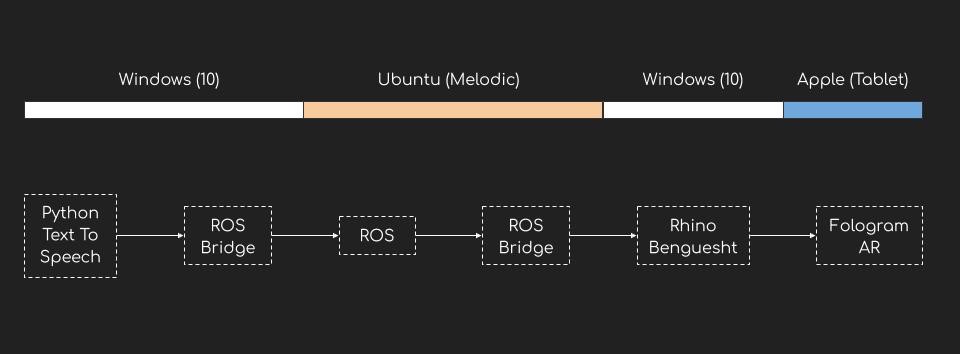 Windows (10)
Ubuntu (Melodic)
Windows (10)
Apple (Tablet)
Python
Text To
Speech
ROS
Bridge
ROS
ROS
Bridge
Rhino
Benguesht
Fologram
AR